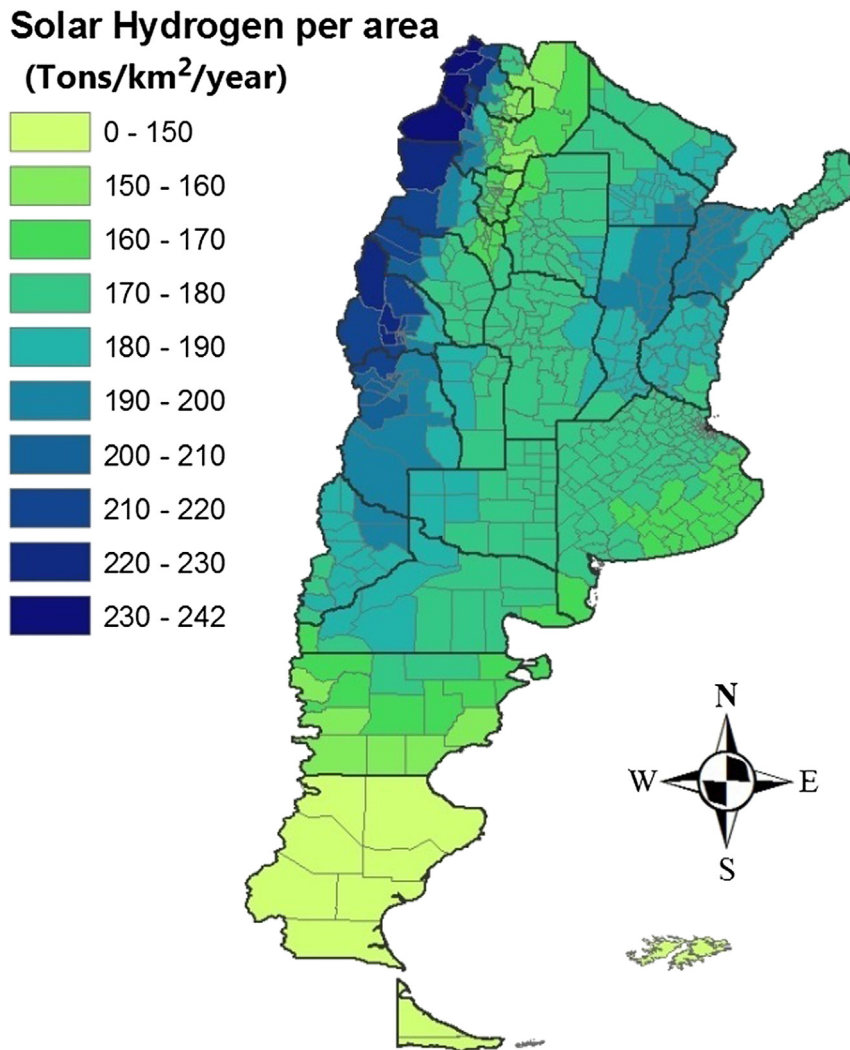 Solar Hydrogen per area
(Tons/km²/year)
0 - 150
150 - 160
160 - 170
170 - 180
180 - 190
190 - 200
200 - 210
210 - 220
220 - 230
230 - 242
N
W E
S